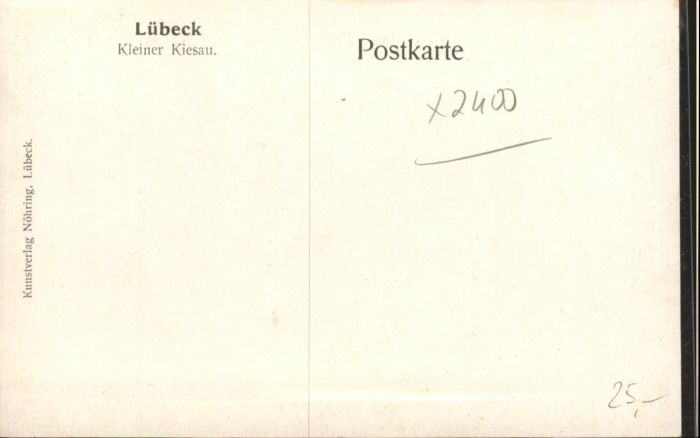 Lübeck
Kleiner Kiesau.
Postkarte
x2400
Kunstverlag Nöhring, Lübeck.
25,-